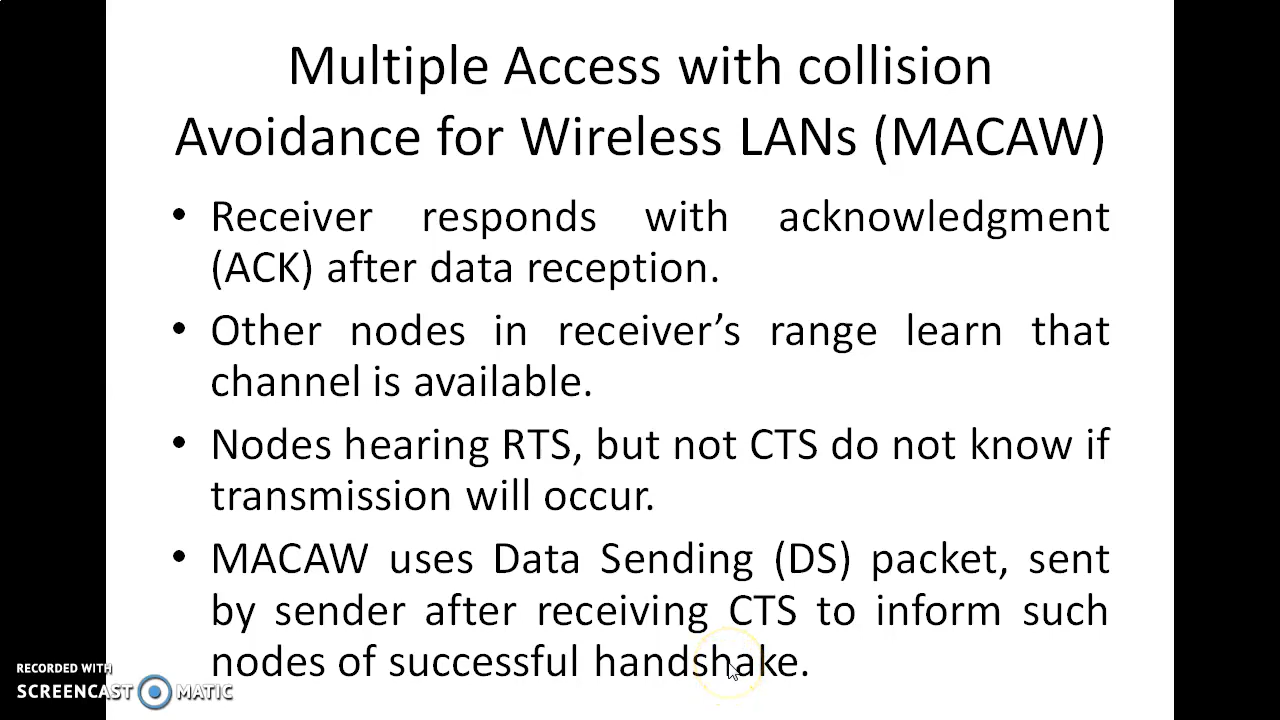 Multiple Access with collision
Avoidance for Wireless LANs (MACAW)
• Receiver responds with acknowledgment
(ACK) after data reception.
• Other nodes in receiver’s range learn that
channel is available.
• Nodes hearing RTS, but not CTS do not know if
transmission will occur.
• MACAW uses Data Sending (DS) packet, sent
by sender after receiving CTS to inform such
nodes of successful handshake.
RECORDED WITH
SCREENCAST MATIC